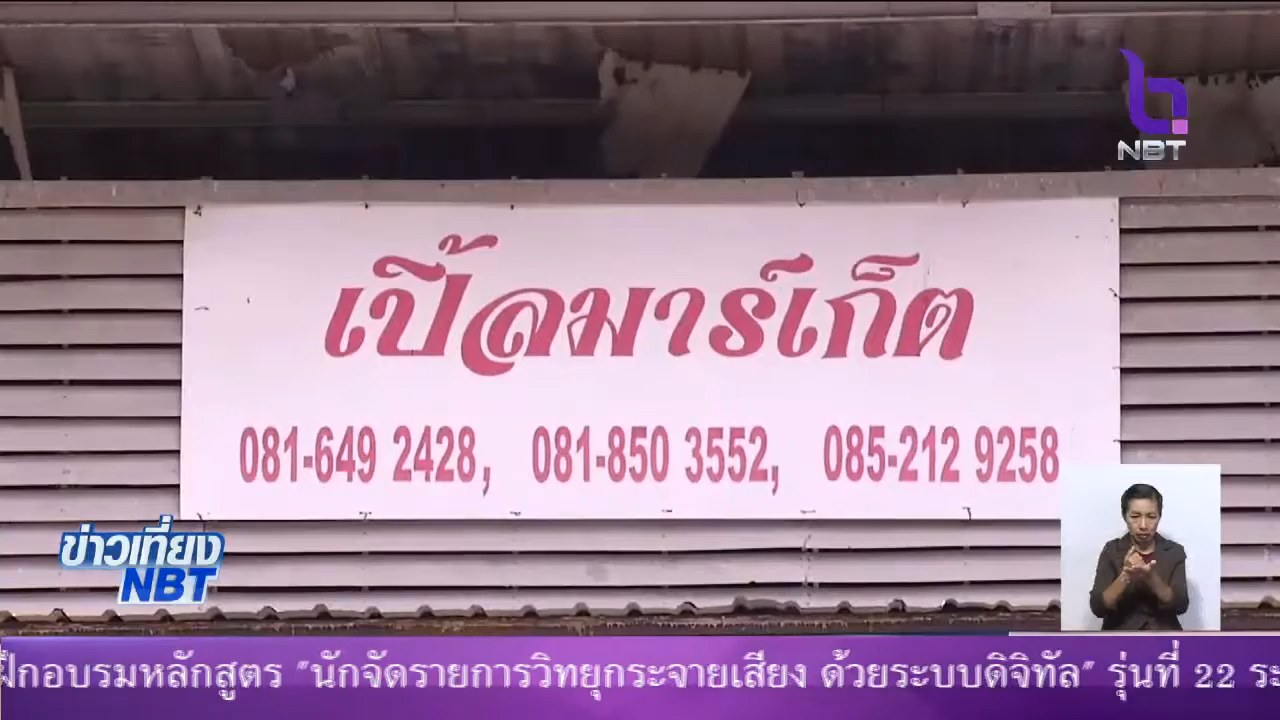 NBT
เปิ้ลมาร์เก็ต
081-649 2428, 081-850 3552, 085-212 9258
ข่าวเที่ยง
NBT
ฝึกอบรมหลักสูตร "นักจัดรายการวิทยุกระจายเสียง ด้วยระบบดิจิทัล" รุ่นที่ 22 ระ